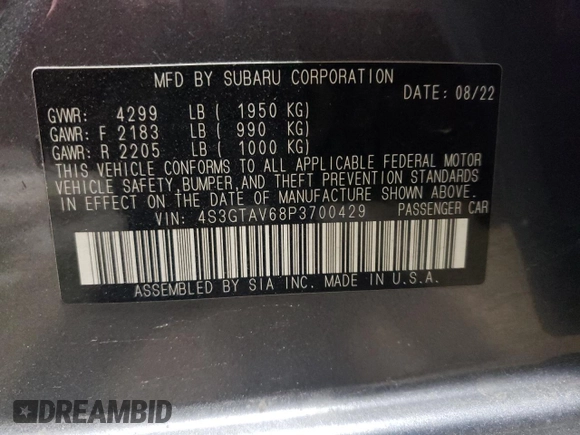 MFD BY SUBARU CORPORATION
DATE: 08/22
GVWR: 4299 LB ( 1950 KG)
GAWR: F 2183 LB ( 990 KG)
GAWR: R 2205 LB ( 1000 KG)
THIS VEHICLE CONFORMS TO ALL APPLICABLE FEDERAL MOTOR
VEHICLE SAFETY, BUMPER, AND THEFT PREVENTION STANDARDS
IN EFFECT ON THE DATE OF MANUFACTURE SHOWN ABOVE.
VIN: 4S3GTAV68P3700429 PASSENGER CAR
ASSEMBLED BY SIA INC. MADE IN U.S.A.
DREAMBID